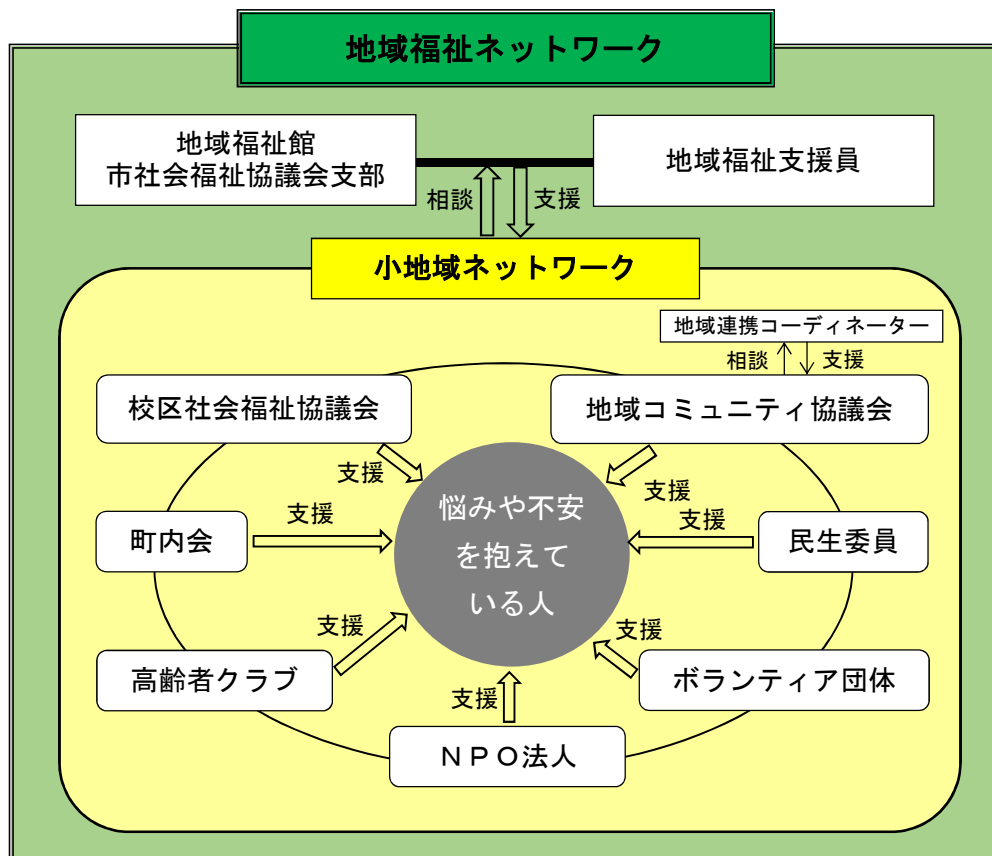 地域福祉ネットワーク
地域福祉館
市社会福祉協議会支部
地域福祉支援員
相談
支援
小地域ネットワーク
地域連携コーディネーター
相談
支援
校区社会福祉協議会
地域コミュニティ協議会
支援
支援
悩みや不安
を抱えて
いる人
町内会
支援
支援
民生委員
高齢者クラブ
支援
支援
ボランティア団体
支援
ＮＰＯ法人